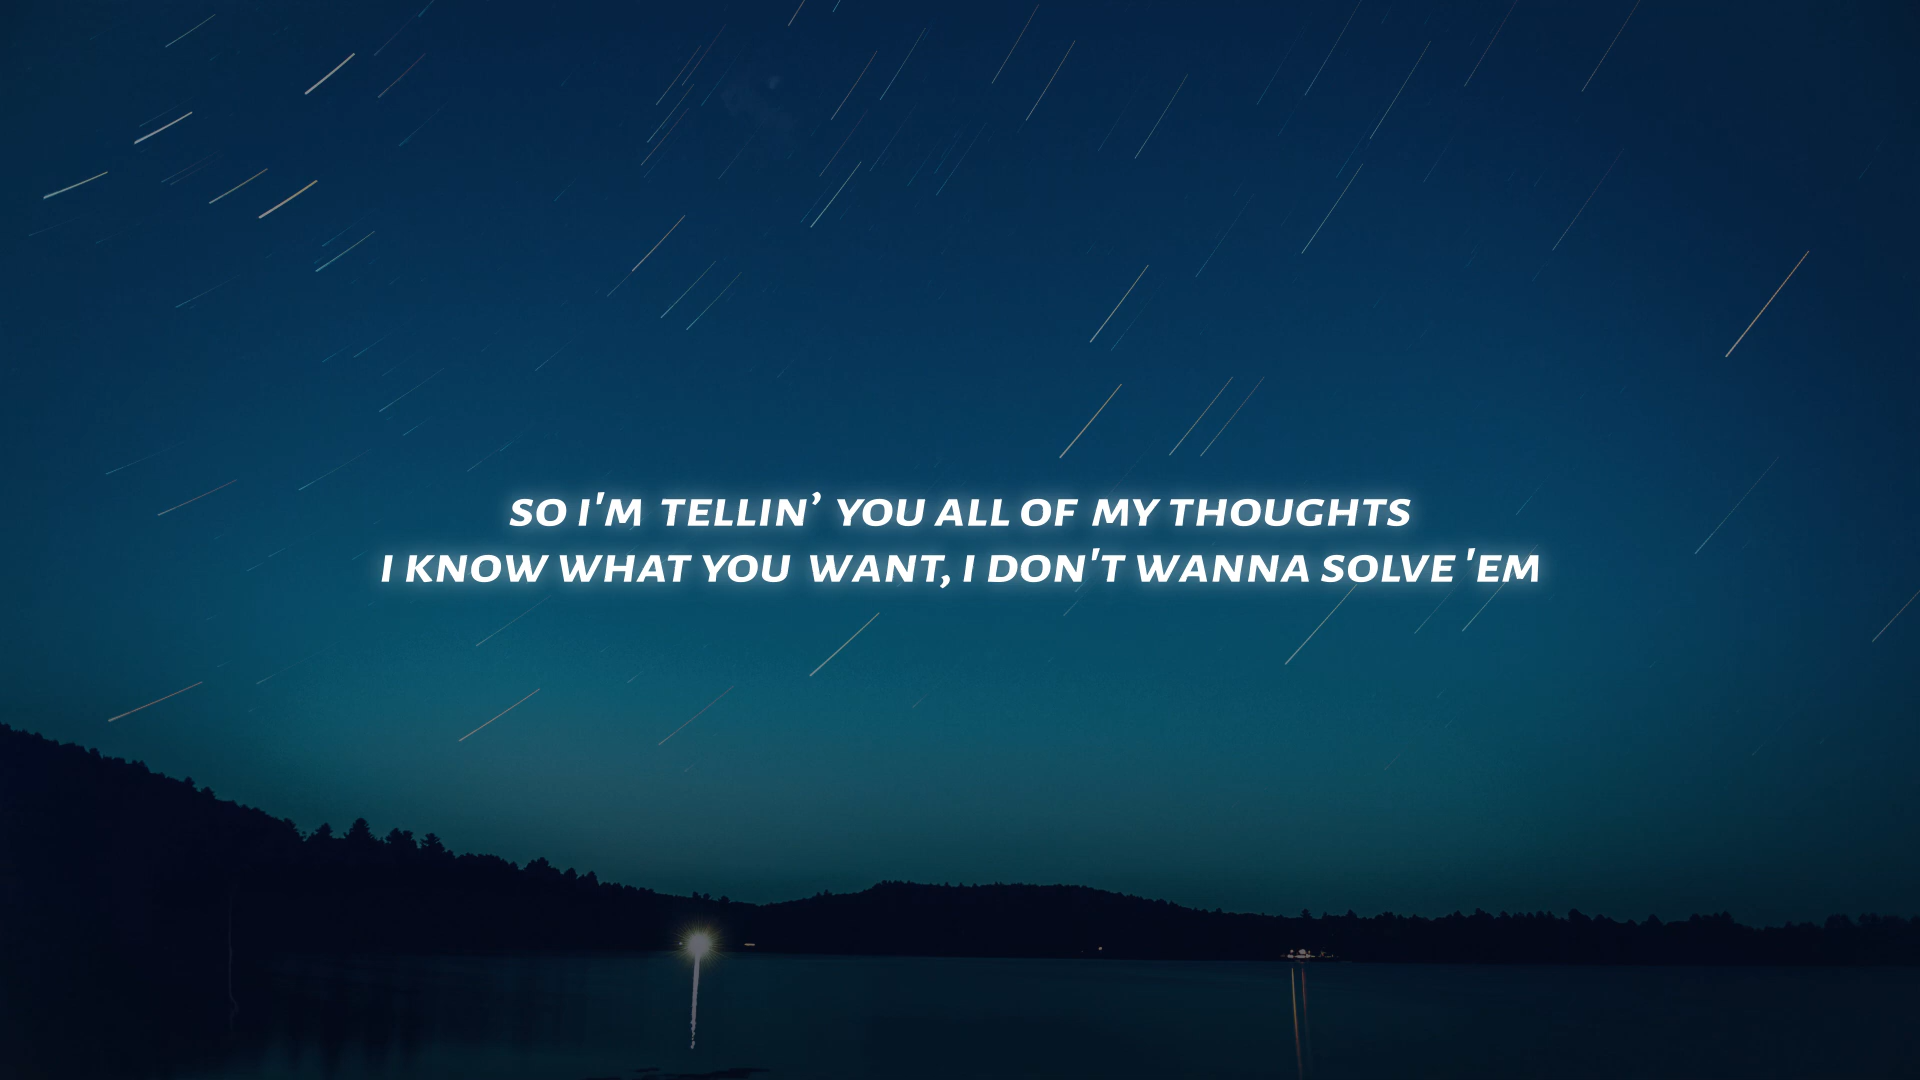 SO I'M TELLIN’ YOU ALL OF MY THOUGHTS
I KNOW WHAT YOU WANT, I DON'T WANNA SOLVE 'EM